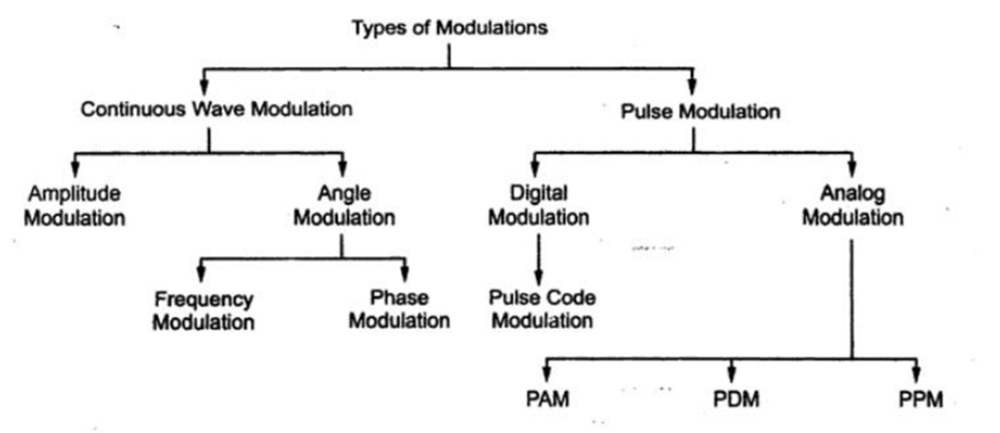 Types of Modulations
Continuous Wave Modulation
Pulse Modulation
Amplitude
Modulation
Angle
Modulation
Digital
Modulation
Analog
Modulation
Frequency
Modulation
Phase
Modulation
Pulse Code
Modulation
PAM
PDM
PPM